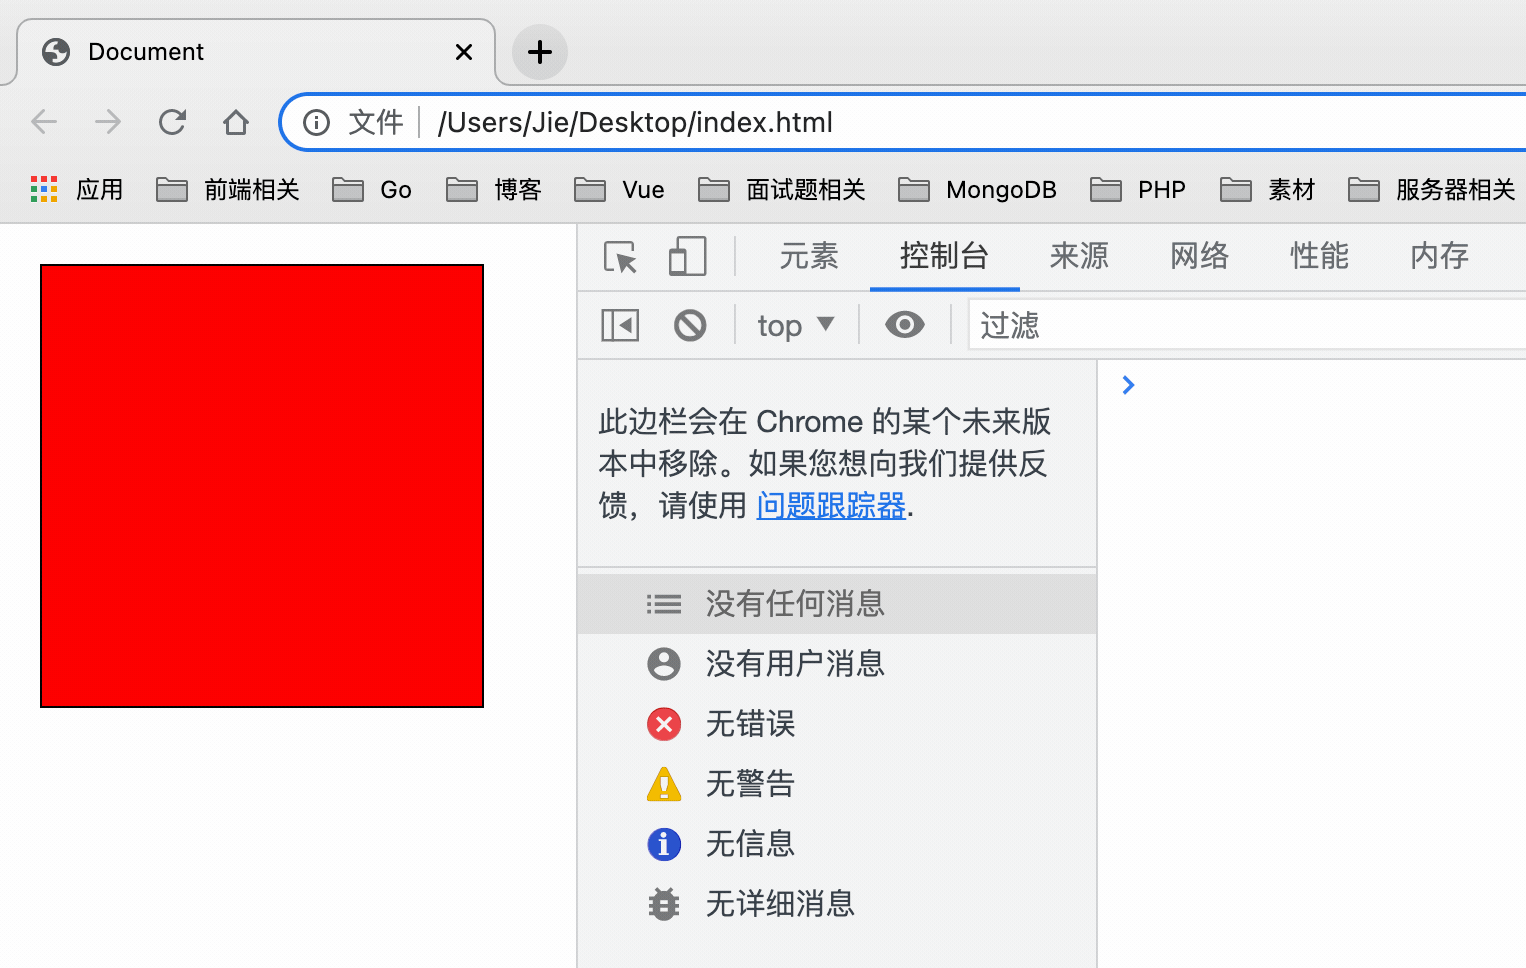 Document
文件 /Users/Jie/Desktop/index.html
应用 前端相关 Go 博客 Vue 面试题相关 MongoDB PHP 素材 服务器相关
元素 控制台 来源 网络 性能 内存
top 过滤
此边栏会在 Chrome 的某个未来版
本中移除。如果您想向我们提供反
馈，请使用 问题跟踪器.
没有任何消息
没有用户消息
无错误
无警告
无信息
无详细消息